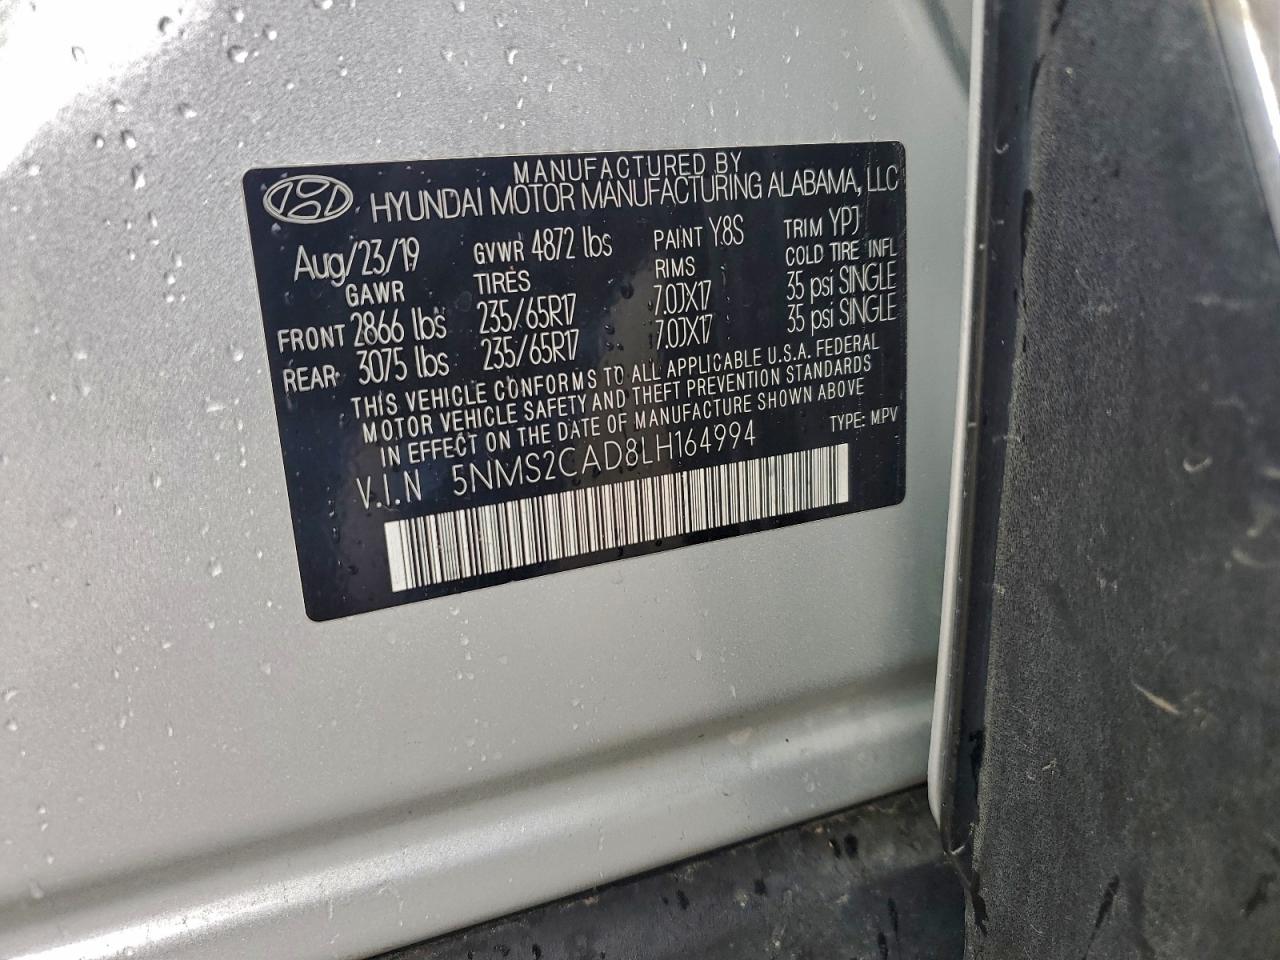 MANUFACTURED BY
HYUNDAI MOTOR MANUFACTURING ALABAMA, LLC
Aug/23/19 GVWR 4872 lbs PAINT Y8S TRIM YPJ
GAWR TIRES RIMS COLD TIRE INFL
FRONT 2866 lbs 235/65R17 7.0JX17 35 psi SINGLE
REAR 3075 lbs 235/65R17 7.0JX17 35 psi SINGLE
THIS VEHICLE CONFORMS TO ALL APPLICABLE U.S.A. FEDERAL
MOTOR VEHICLE SAFETY AND THEFT PREVENTION STANDARDS
IN EFFECT ON THE DATE OF MANUFACTURE SHOWN ABOVE
V.I.N 5NMS2CAD8LH164994 TYPE: MPV